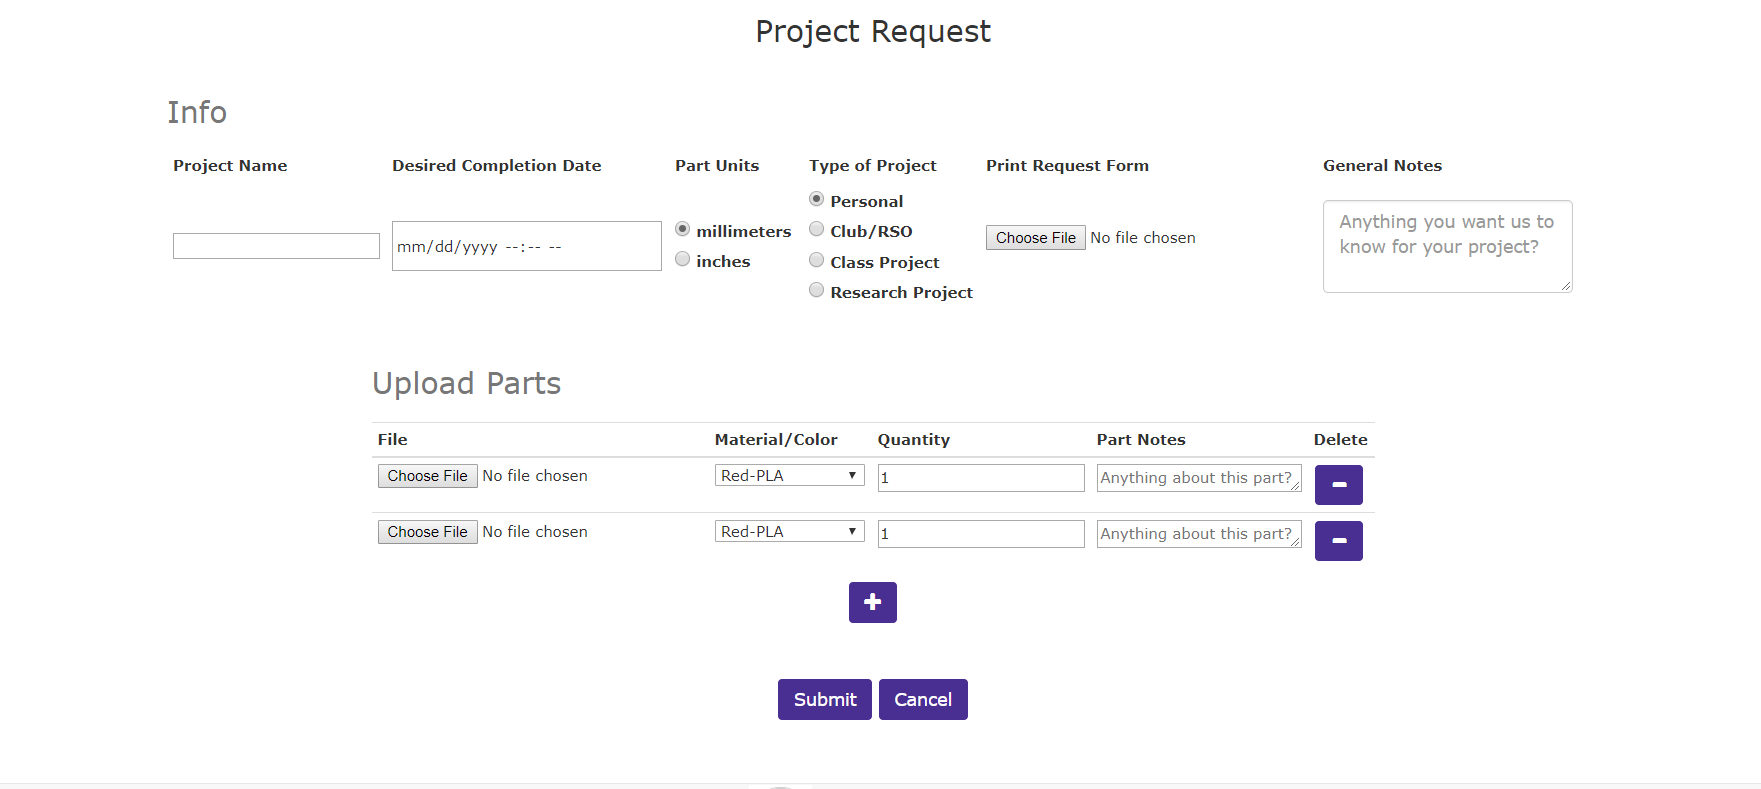 Project Request
Info
Project Name Desired Completion Date Part Units Type of Project Print Request Form General Notes
Personal
millimeters Club/RSO
inches Class Project
Research Project
mm/dd/yyyy --:-- --
Choose File No file chosen
Anything you want us to
know for your project?
Upload Parts
File Material/Color Quantity Part Notes Delete
Choose File No file chosen Red-PLA 1 Anything about this part?
Choose File No file chosen Red-PLA 1 Anything about this part?
Submit Cancel